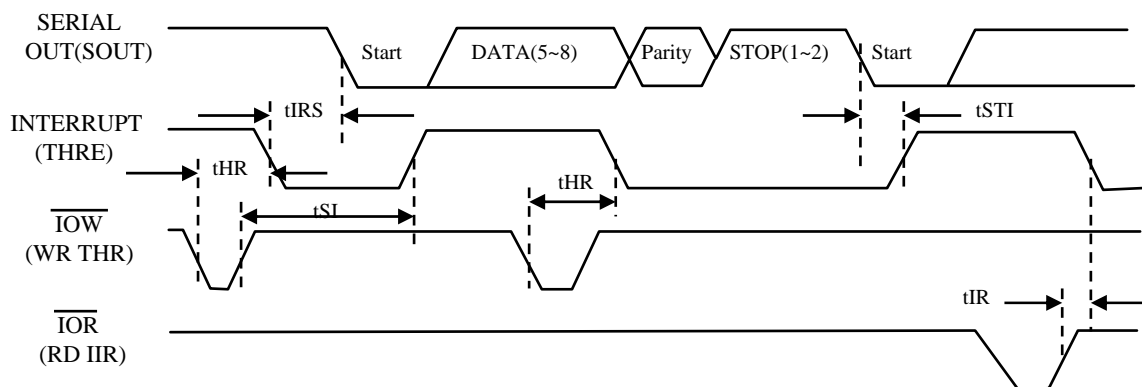 SERIAL
OUT(SOUT)
Start
DATA(5~8)
Parity
STOP(1~2)
Start
tIRS
tSTI
INTERRUPT
(THRE)
tHR
tHR
tSI
IOW
(WR THR)
tIR
IOR
(RD IIR)